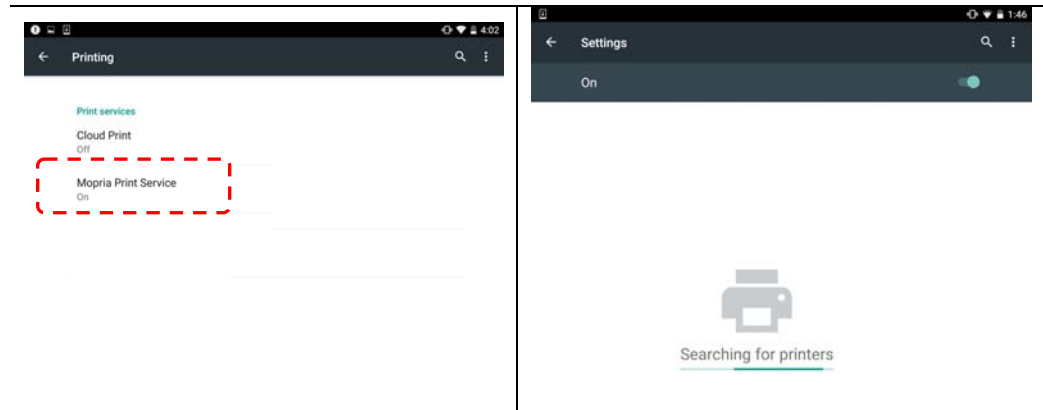 4:02
Printing
Print services
Cloud Print
Off
Mopria Print Service
On
1:46
Settings
On
Searching for printers